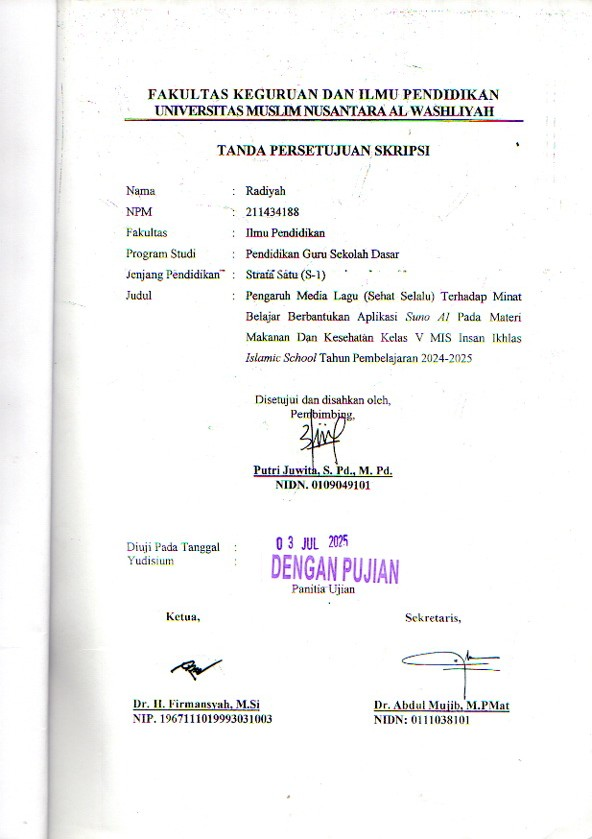 FAKULTAS KEGURUAN DAN ILMU PENDIDIKAN
UNIVERSITAS MUSLIM NUSANTARA AL WASHLIYAH
TANDA PERSETUJUAN SKRIPSI
Nama : Radiyah
NPM : 211434188
Fakultas : Ilmu Pendidikan
Program Studi : Pendidikan Guru Sekolah Dasar
Jenjang Pendidikan : Strata Satu (S-1)
Judul : Pengaruh Media Lagu (Sehat Selalu) Terhadap Minat
Belajar Berbantukan Aplikasi Suno AI Pada Materi
Makanan Dan Kesehatan Kelas V MIS Insan Ikhlas
Islamic School Tahun Pembelajaran 2024-2025
Disetujui dan disahkan oleh,
Pembimbing,
Putri Juwita, S. Pd., M. Pd.
NIDN. 0109049101
Diuji Pada Tanggal : 03 JUL 2025
Yudisium : DENGAN PUJIAN
Panitia Ujian
Ketua, Sekretaris,
Dr. H. Firmansyah, M.Si Dr. Abdul Mujib, M.PMat
NIP. 1967111019993031003 NIDN: 0111038101